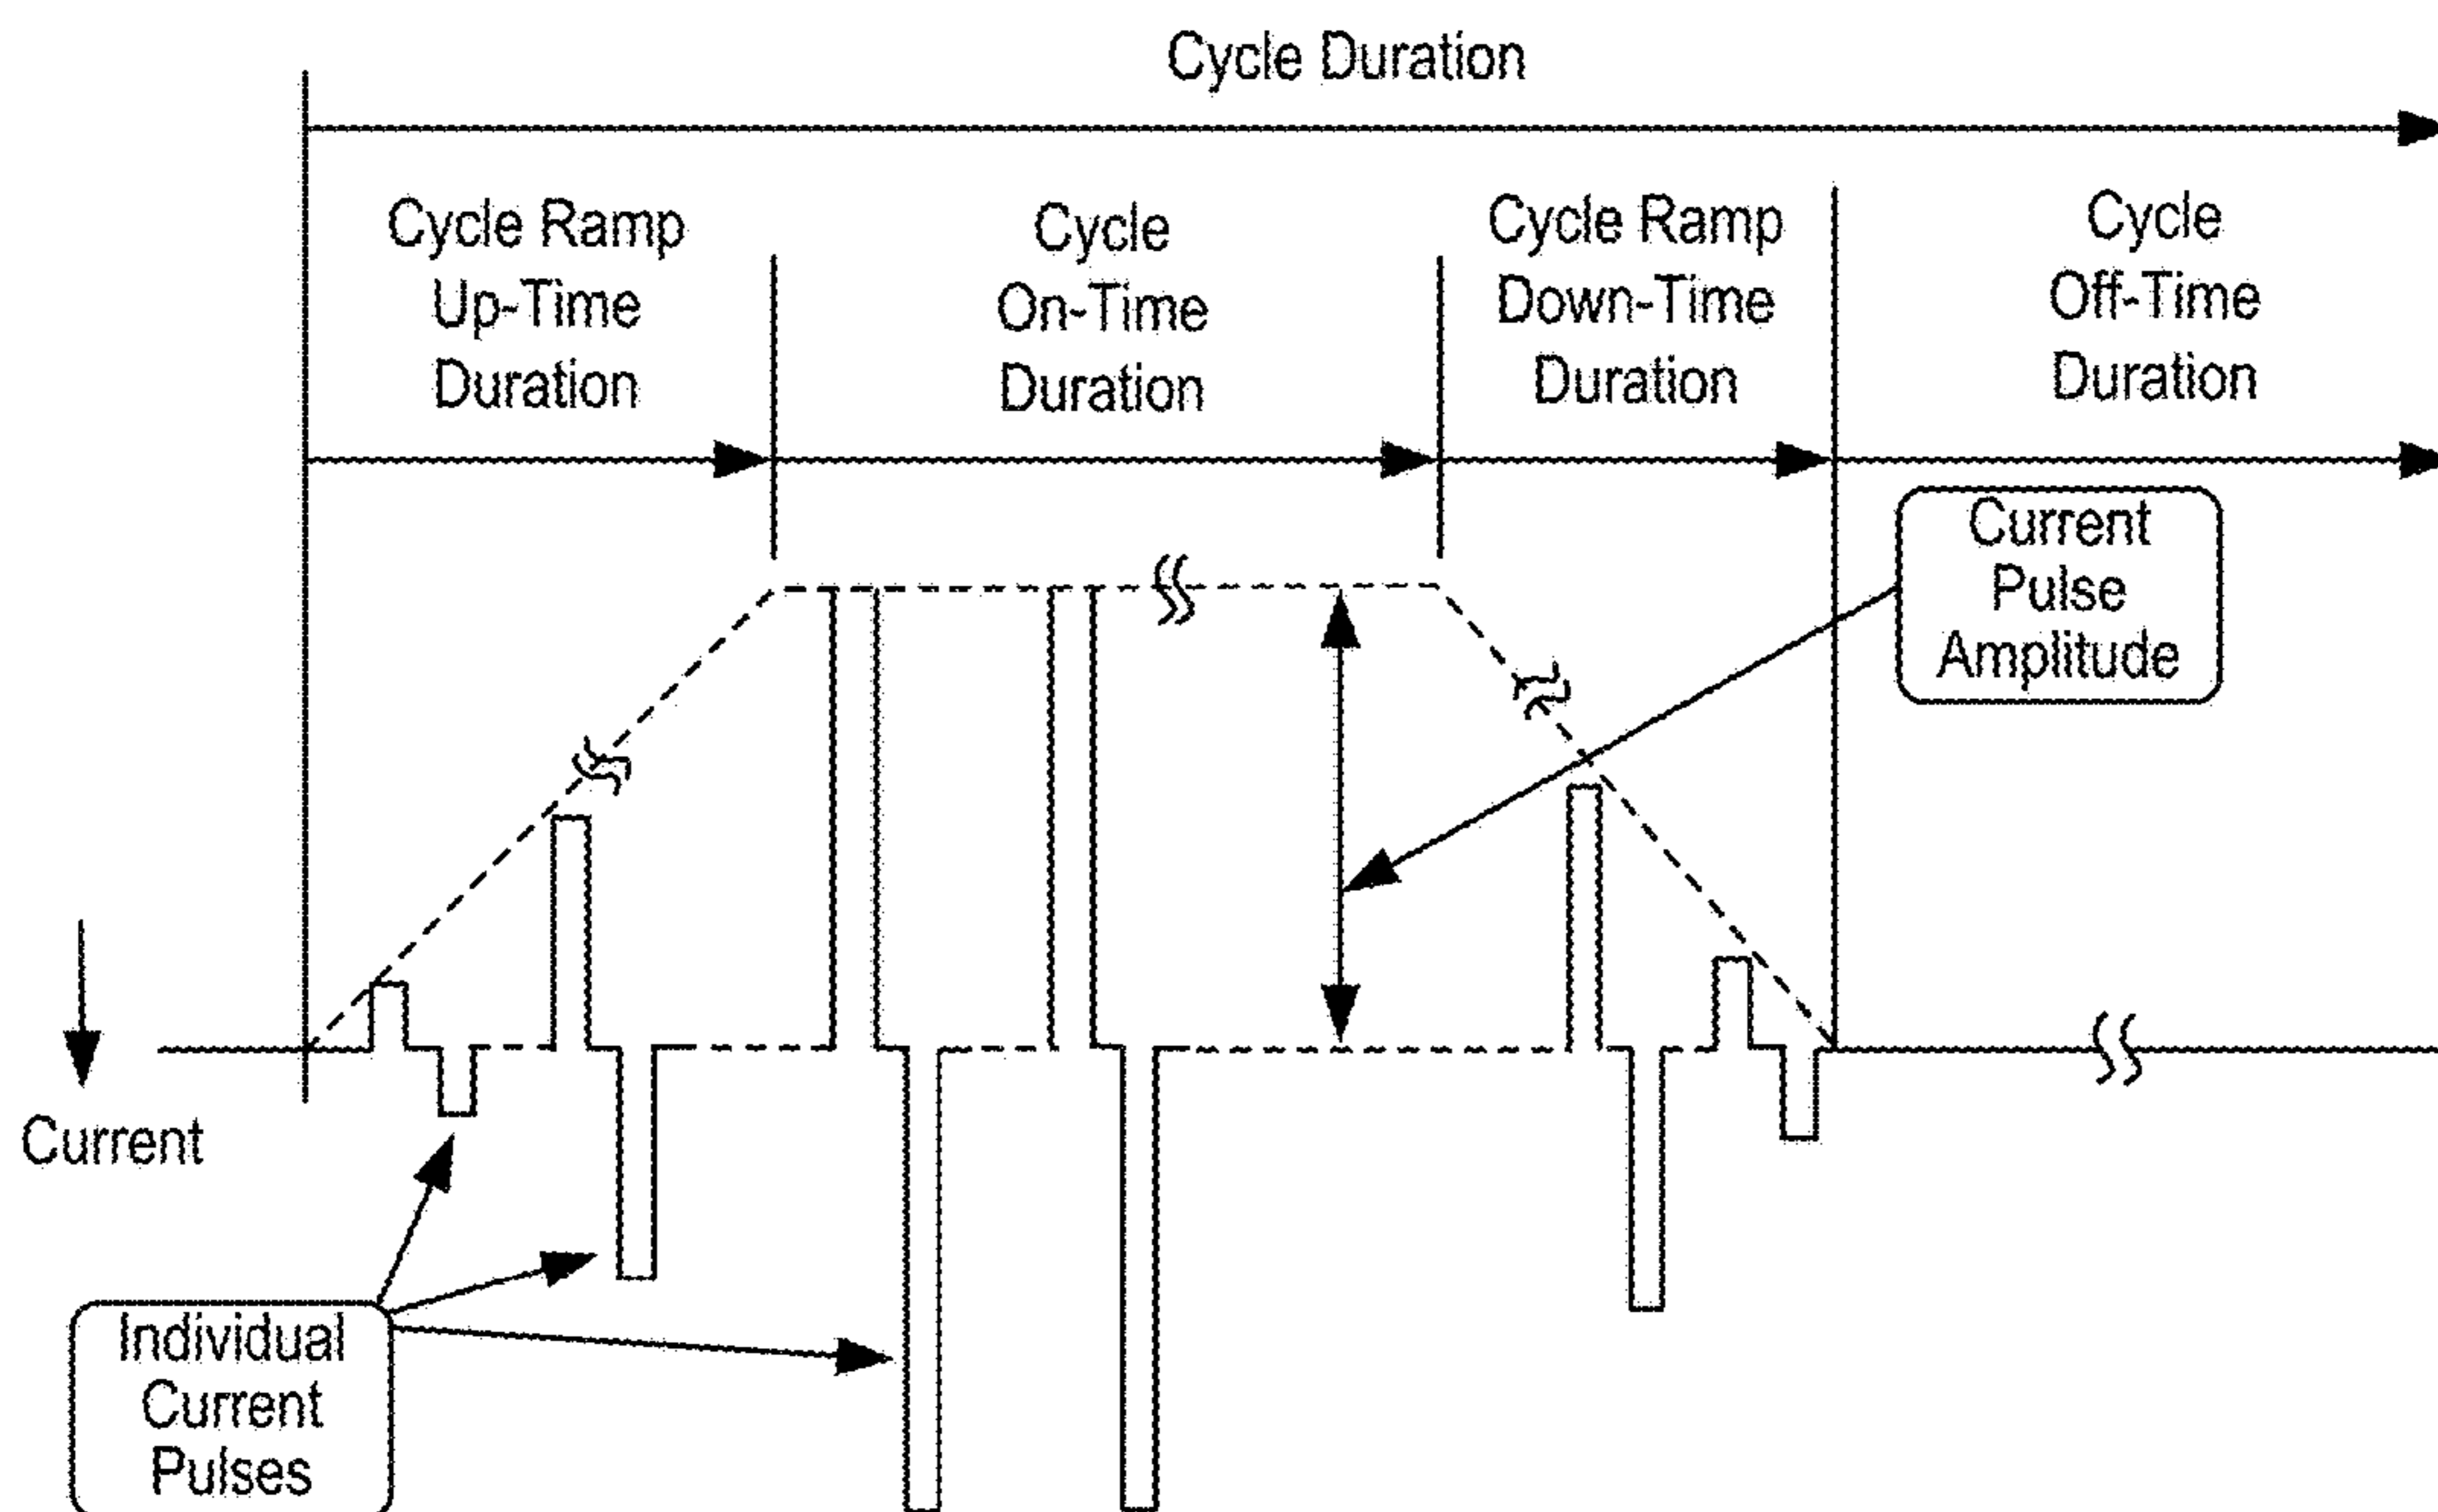 Cycle Duration
Cycle Ramp
Up-Time
Duration
Cycle
On-Time
Duration
Cycle Ramp
Down-Time
Duration
Cycle
Off-Time
Duration
Current
Pulse
Amplitude
Current
Individual
Current
Pulses